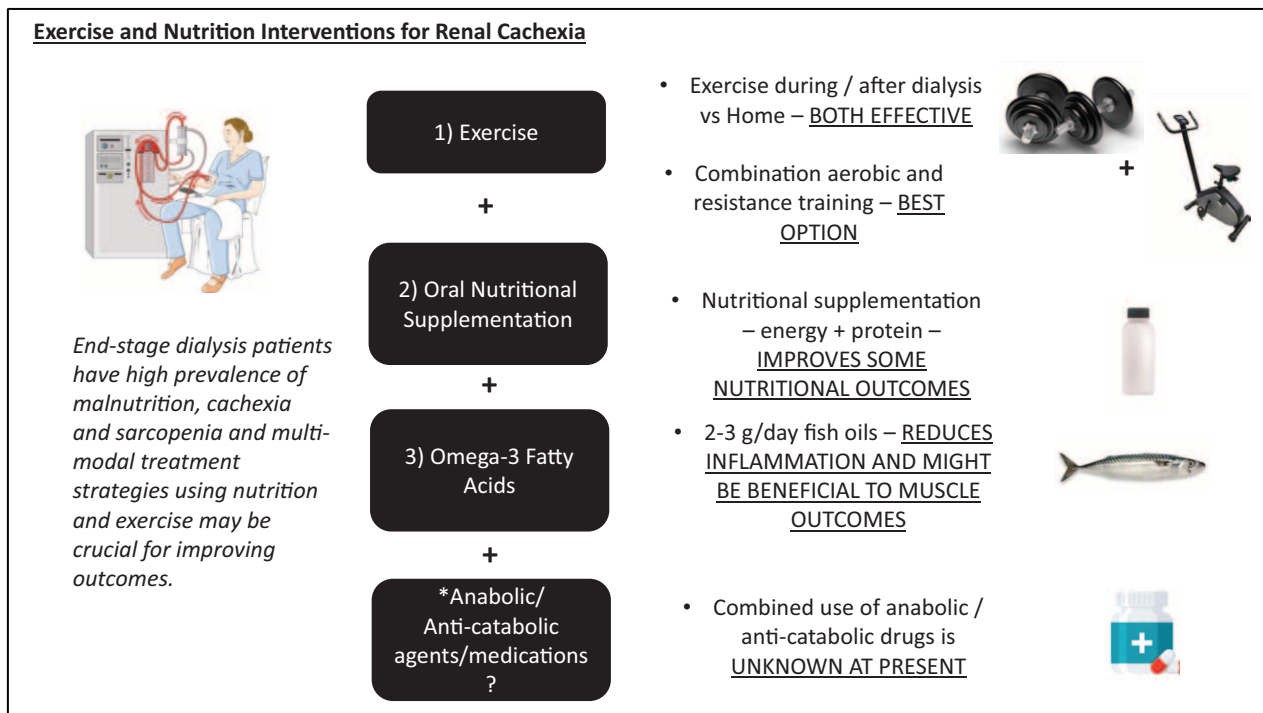 Exercise and Nutrition Interventions for Renal Cachexia
1) Exercise
+
2) Oral Nutritional
Supplementation
+
3) Omega-3 Fatty
Acids
+
*Anabolic/
Anti-catabolic
agents/medications
?
End-stage dialysis patients
have high prevalence of
malnutrition, cachexia
and sarcopenia and multi-
modal treatment
strategies using nutrition
and exercise may be
crucial for improving
outcomes.
• Exercise during / after dialysis
vs Home – BOTH EFFECTIVE
• Combination aerobic and
resistance training – BEST
OPTION
+
• Nutritional supplementation
– energy + protein –
IMPROVES SOME
NUTRITIONAL OUTCOMES
• 2-3 g/day fish oils – REDUCES
INFLAMMATION AND MIGHT
BE BENEFICIAL TO MUSCLE
OUTCOMES
• Combined use of anabolic /
anti-catabolic drugs is
UNKNOWN AT PRESENT